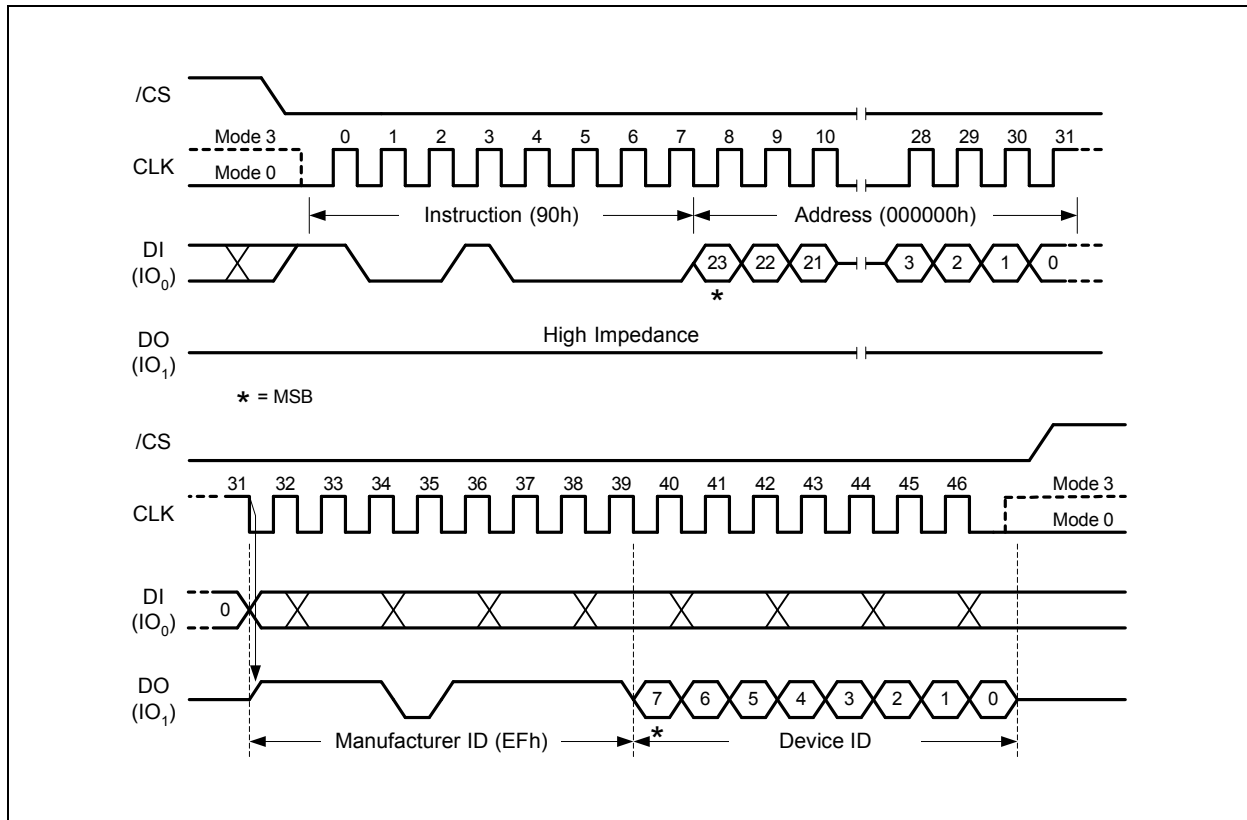 /CS
Mode 3 0 1 2 3 4 5 6 7 8 9 10 28 29 30 31
CLK
Mode 0
Instruction (90h) Address (000000h)
DI
(IO0) 23 22 21 3 2 1 0
*
High Impedance
DO
(IO1)
* = MSB
/CS
31 32 33 34 35 36 37 38 39 40 41 42 43 44 45 46 Mode 3
CLK
Mode 0
DI
(IO0) 0
DO
(IO1) 7 6 5 4 3 2 1 0
*
Manufacturer ID (EFh) Device ID